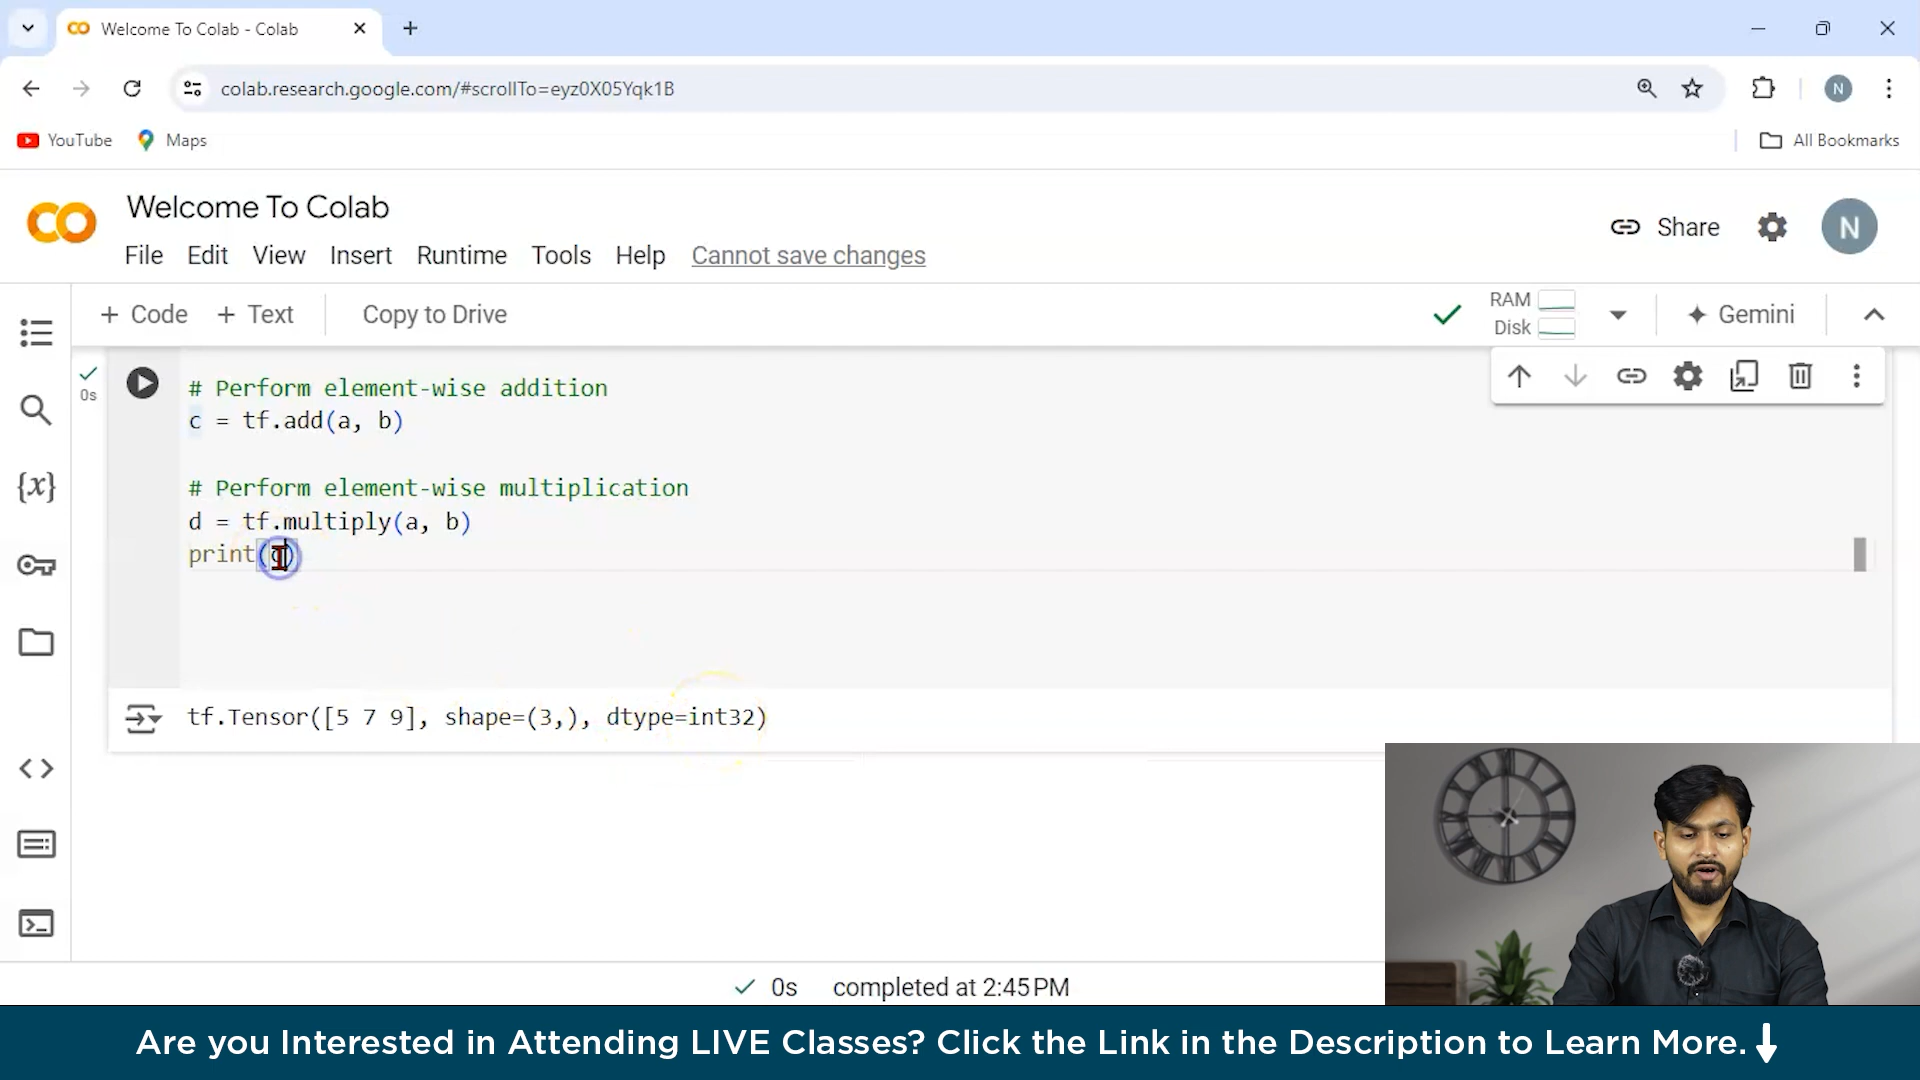 Welcome To Colab - Colab
colab.research.google.com/#scrollTo=eyz0X05Yqk1B
N
YouTube
Maps
All Bookmarks
Welcome To Colab
Share
N
File Edit View Insert Runtime Tools Help Cannot save changes
+ Code + Text Copy to Drive
RAM
Disk
Gemini
0s
# Perform element-wise addition
c = tf.add(a, b)
# Perform element-wise multiplication
d = tf.multiply(a, b)
print(c)
tf.Tensor([5 7 9], shape=(3,), dtype=int32)
{x}
0s completed at 2:45 PM
Are you Interested in Attending LIVE Classes? Click the Link in the Description to Learn More.